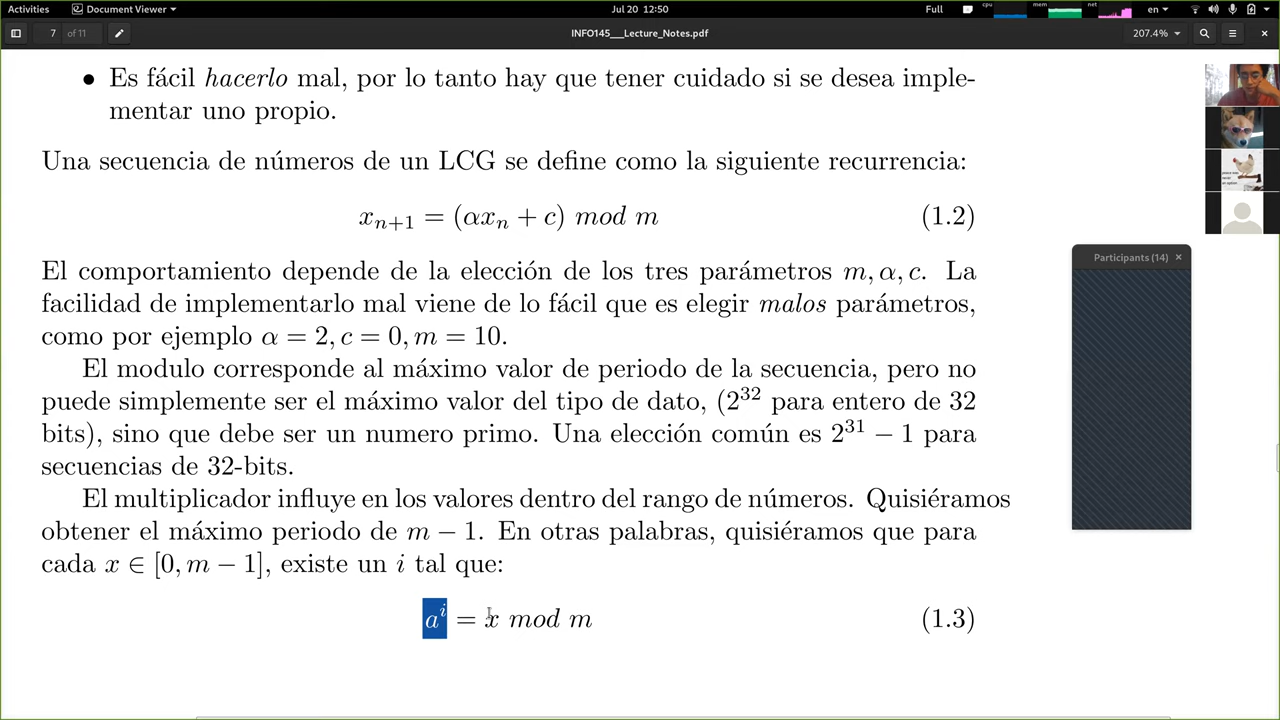 Activities
Document Viewer
Jul 20 12:50
Full
cpu
mem
net
en
7
of 11
INFO145__Lecture_Notes.pdf
207.4%
• Es fácil hacerlo mal, por lo tanto hay que tener cuidado si se desea imple-
mentar uno propio.
Una secuencia de números de un LCG se define como la siguiente recurrencia:
xₙ₊₁ = (αxₙ + c) mod m (1.2)
El comportamiento depende de la elección de los tres parámetros m, α, c. La
facilidad de implementarlo mal viene de lo fácil que es elegir malos parámetros,
como por ejemplo α = 2, c = 0, m = 10.
El modulo corresponde al máximo valor de periodo de la secuencia, pero no
puede simplemente ser el máximo valor del tipo de dato, (2³² para entero de 32
bits), sino que debe ser un numero primo. Una elección común es 2³¹ − 1 para
secuencias de 32-bits.
El multiplicador influye en los valores dentro del rango de números. Quisiéramos
obtener el máximo periodo de m − 1. En otras palabras, quisiéramos que para
cada x ∈ [0, m − 1], existe un i tal que:
aⁱ = x mod m (1.3)
Participants (14)